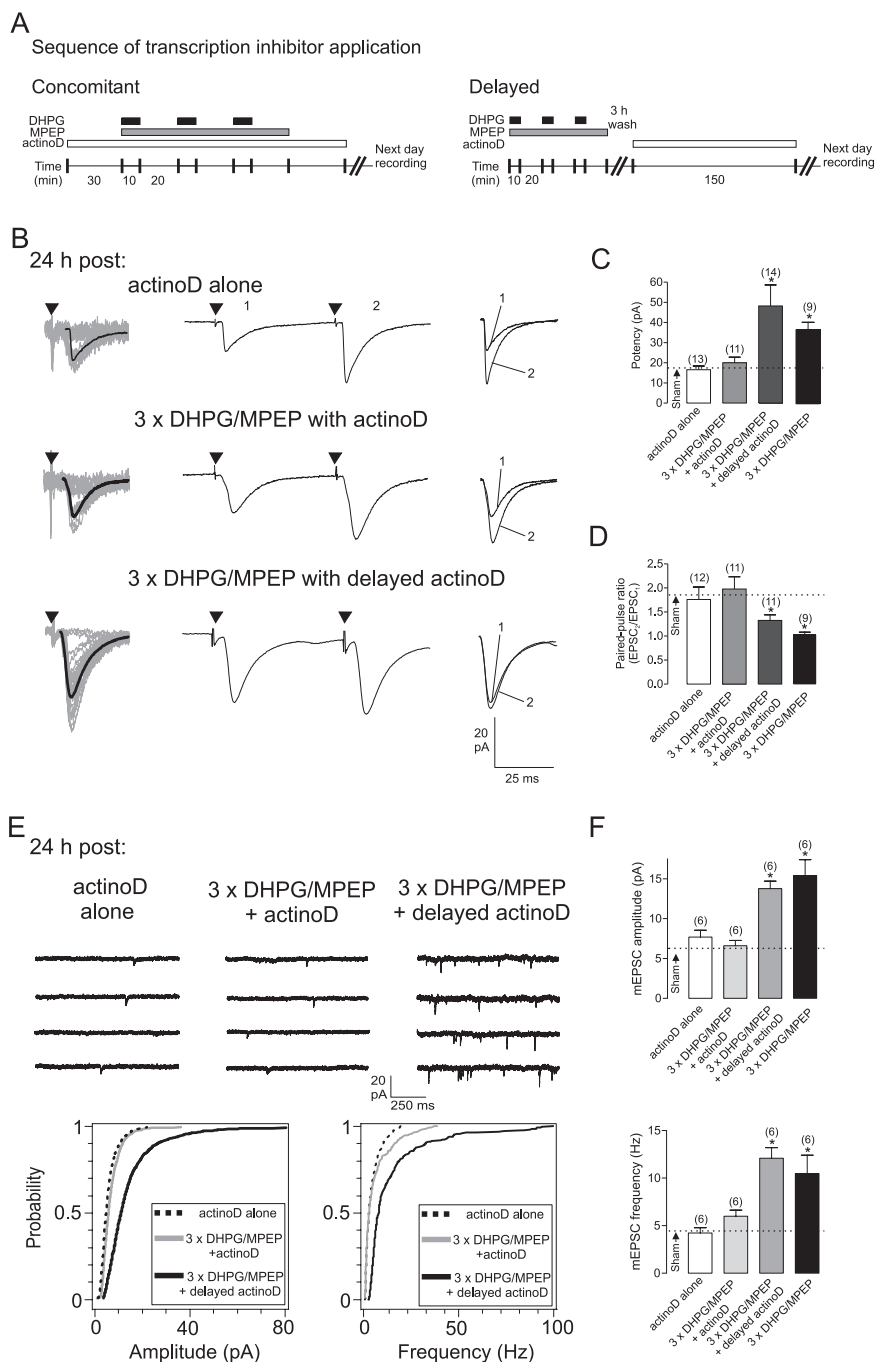 A
Sequence of transcription inhibitor application
Concomitant
DHPG
MPEP
actinoD
Time
(min)
30
10
20
Next day
recording
Delayed
DHPG
MPEP
actinoD
3 h
wash
Time
(min)
10
20
150
Next day
recording
B
24 h post:
actinoD alone
1
2
1
2
3 x DHPG/MPEP with actinoD
1
2
3 x DHPG/MPEP with delayed actinoD
1
2
20
pA
25 ms
C
Potency (pA)
60
50
40
30
20
10
0
Sham
(13)
(11)
(14)
*
(9)
*
actinoD alone
3 x DHPG/MPEP
+ actinoD
3 x DHPG/MPEP
+ delayed actinoD
3 x DHPG/MPEP
D
Paired-pulse ratio
(EPSC2/EPSC1)
2.5
2.0
1.5
1.0
0.5
0.0
Sham
(12)
(11)
(11)
*
(9)
*
actinoD alone
3 x DHPG/MPEP
+ actinoD
3 x DHPG/MPEP
+ delayed actinoD
3 x DHPG/MPEP
E
24 h post:
actinoD
alone
3 x DHPG/MPEP
+ actinoD
3 x DHPG/MPEP
+ delayed actinoD
20
pA
250 ms
Probability
1
0.5
0
0
40
80
Amplitude (pA)
actinoD alone
3 x DHPG/MPEP
+actinoD
3 x DHPG/MPEP
+ delayed actinoD
1
0.5
0
0
50
100
Frequency (Hz)
actinoD alone
3 x DHPG/MPEP
+actinoD
3 x DHPG/MPEP
+ delayed actinoD
F
mEPSC amplitude (pA)
15
10
5
0
Sham
(6)
(6)
(6)
*
(6)
*
actinoD alone
3 x DHPG/MPEP
+ actinoD
3 x DHPG/MPEP
+ delayed actinoD
3 x DHPG/MPEP
mEPSC frequency (Hz)
15
10
5
0
Sham
(6)
(6)
(6)
*
(6)
*
actinoD alone
3 x DHPG/MPEP
+ actinoD
3 x DHPG/MPEP
+ delayed actinoD
3 x DHPG/MPEP